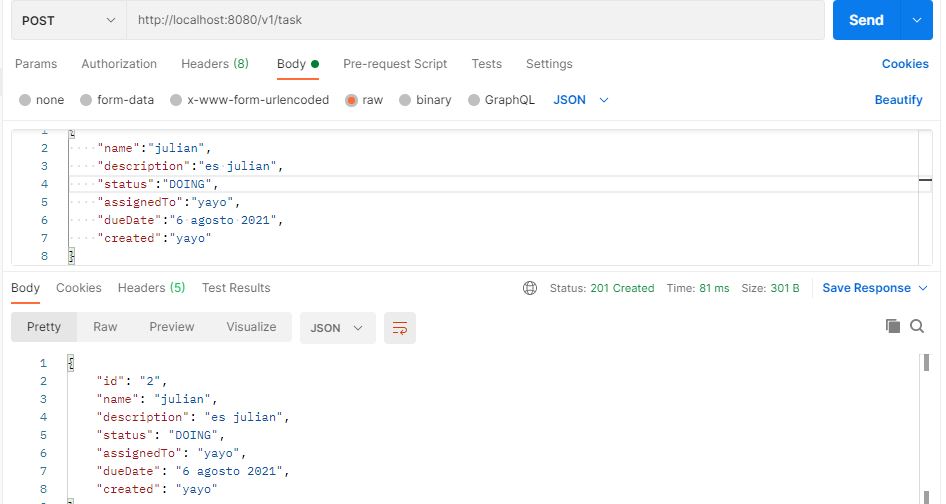 POST http://localhost:8080/v1/task Send
Params Authorization Headers (8) Body Pre-request Script Tests Settings Cookies
none form-data x-www-form-urlencoded raw binary GraphQL JSON Beautify
1 {
2 "name":"julian",
3 "description":"es julian",
4 "status":"DOING",
5 "assignedTo":"yayo",
6 "dueDate":"6 agosto 2021",
7 "created":"yayo"
8 }
Body Cookies Headers (5) Test Results Status: 201 Created Time: 81 ms Size: 301 B Save Response
Pretty Raw Preview Visualize JSON
1 {
2 "id": "2",
3 "name": "julian",
4 "description": "es julian",
5 "status": "DOING",
6 "assignedTo": "yayo",
7 "dueDate": "6 agosto 2021",
8 "created": "yayo"